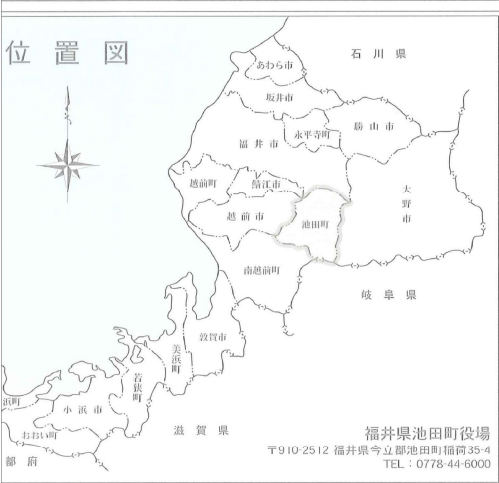 位置図
石川県
あわら市
坂井市
勝山市
永平寺町
福井市
大野市
越前町
鯖江市
越前市
池田町
南越前町
岐阜県
敦賀市
美浜町
若狭町
浜町
小浜市
おおい町
滋賀県
都府
福井県池田町役場
〒910-2512 福井県今立郡池田町稲荷35-4
TEL：0778-44-6000